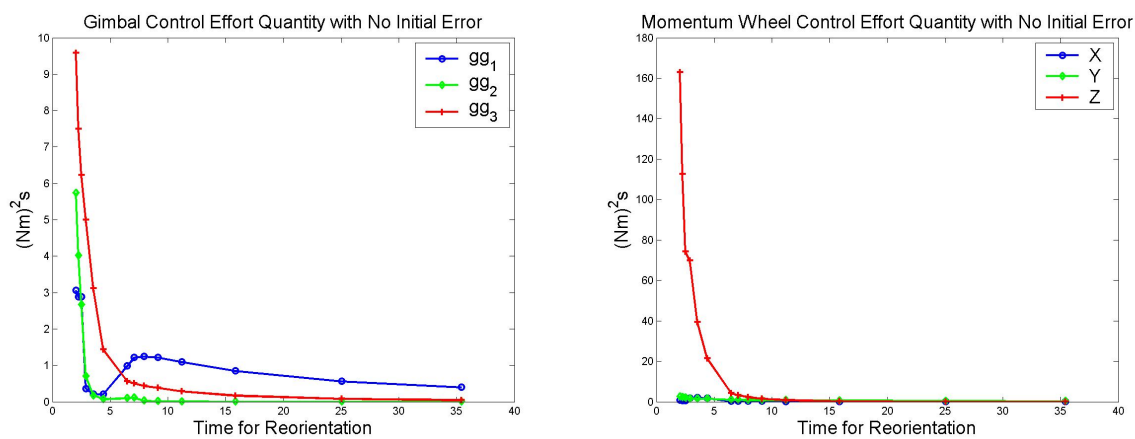 Gimbal Control Effort Quantity with No Initial Error
10
9
8
7
6
5
4
3
2
1
0
(Nm)²s
gg₁
gg₂
gg₃
0 5 10 15 20 25 30 35 40
Time for Reorientation
Momentum Wheel Control Effort Quantity with No Initial Error
180
160
140
120
100
80
60
40
20
0
(Nm)²s
X
Y
Z
0 5 10 15 20 25 30 35 40
Time for Reorientation